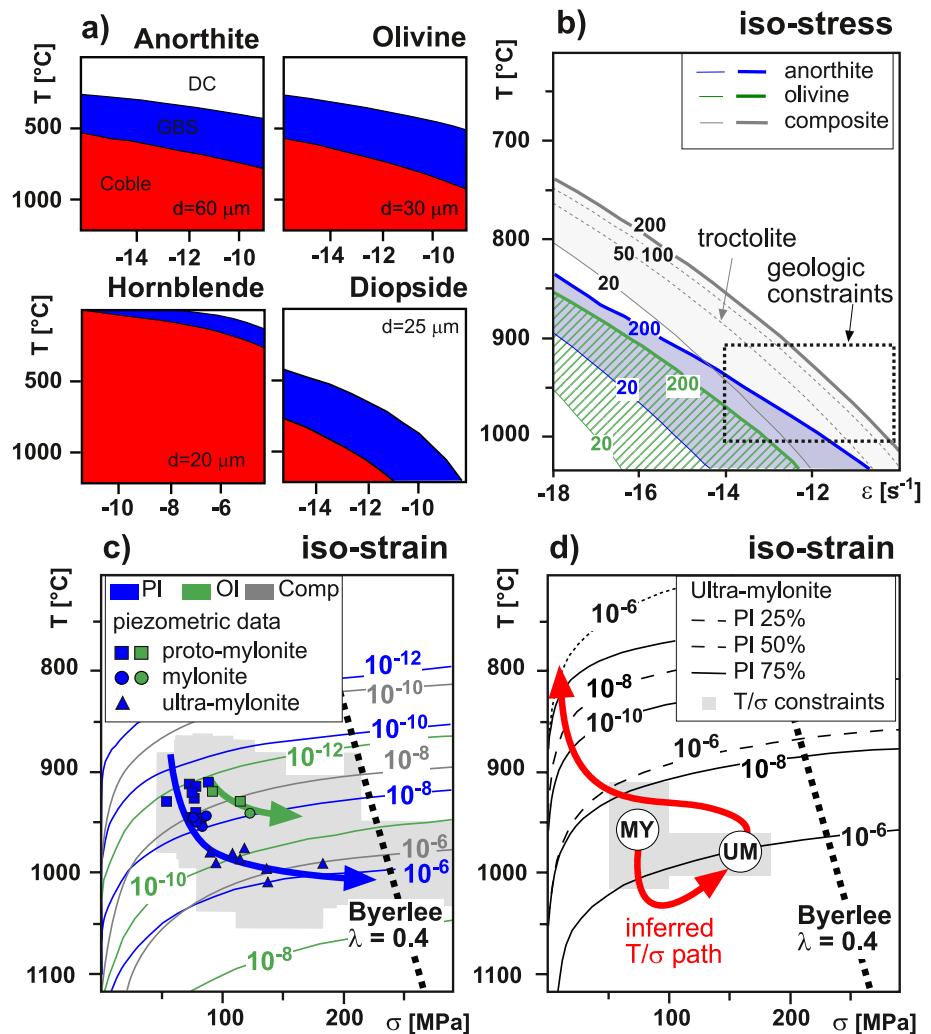 a)
Anorthite
Olivine
T [°C]
500
1000
DC
GBS
Coble
d=60 μm
d=30 μm
-14 -12 -10
-14 -12 -10
Hornblende
Diopside
T [°C]
500
1000
d=20 μm
d=25 μm
-10 -8 -6
-14 -12 -10
b)
iso-stress
T [°C]
anorthite
olivine
composite
700
800
900
1000
200
50 100
20
troctolite
geologic
constraints
200
200
20
20
-18 -16 -14 -12 ε [s-1]
c)
iso-strain
T [°C]
Pl Ol Comp
piezometric data
proto-mylonite
mylonite
ultra-mylonite
800
900
1000
1100
10-12
10-10
10-10
10-12
10-8
10-8
10-6
10-6
10-10
10-8
Byerlee
λ = 0.4
100 200 σ [MPa]
d)
iso-strain
T [°C]
Ultra-mylonite
Pl 25%
Pl 50%
Pl 75%
T/σ constraints
800
900
1000
1100
10-6
10-8
10-10
10-6
10-8
10-6
MY
UM
inferred
T/σ path
Byerlee
λ = 0.4
100 200 σ [MPa]